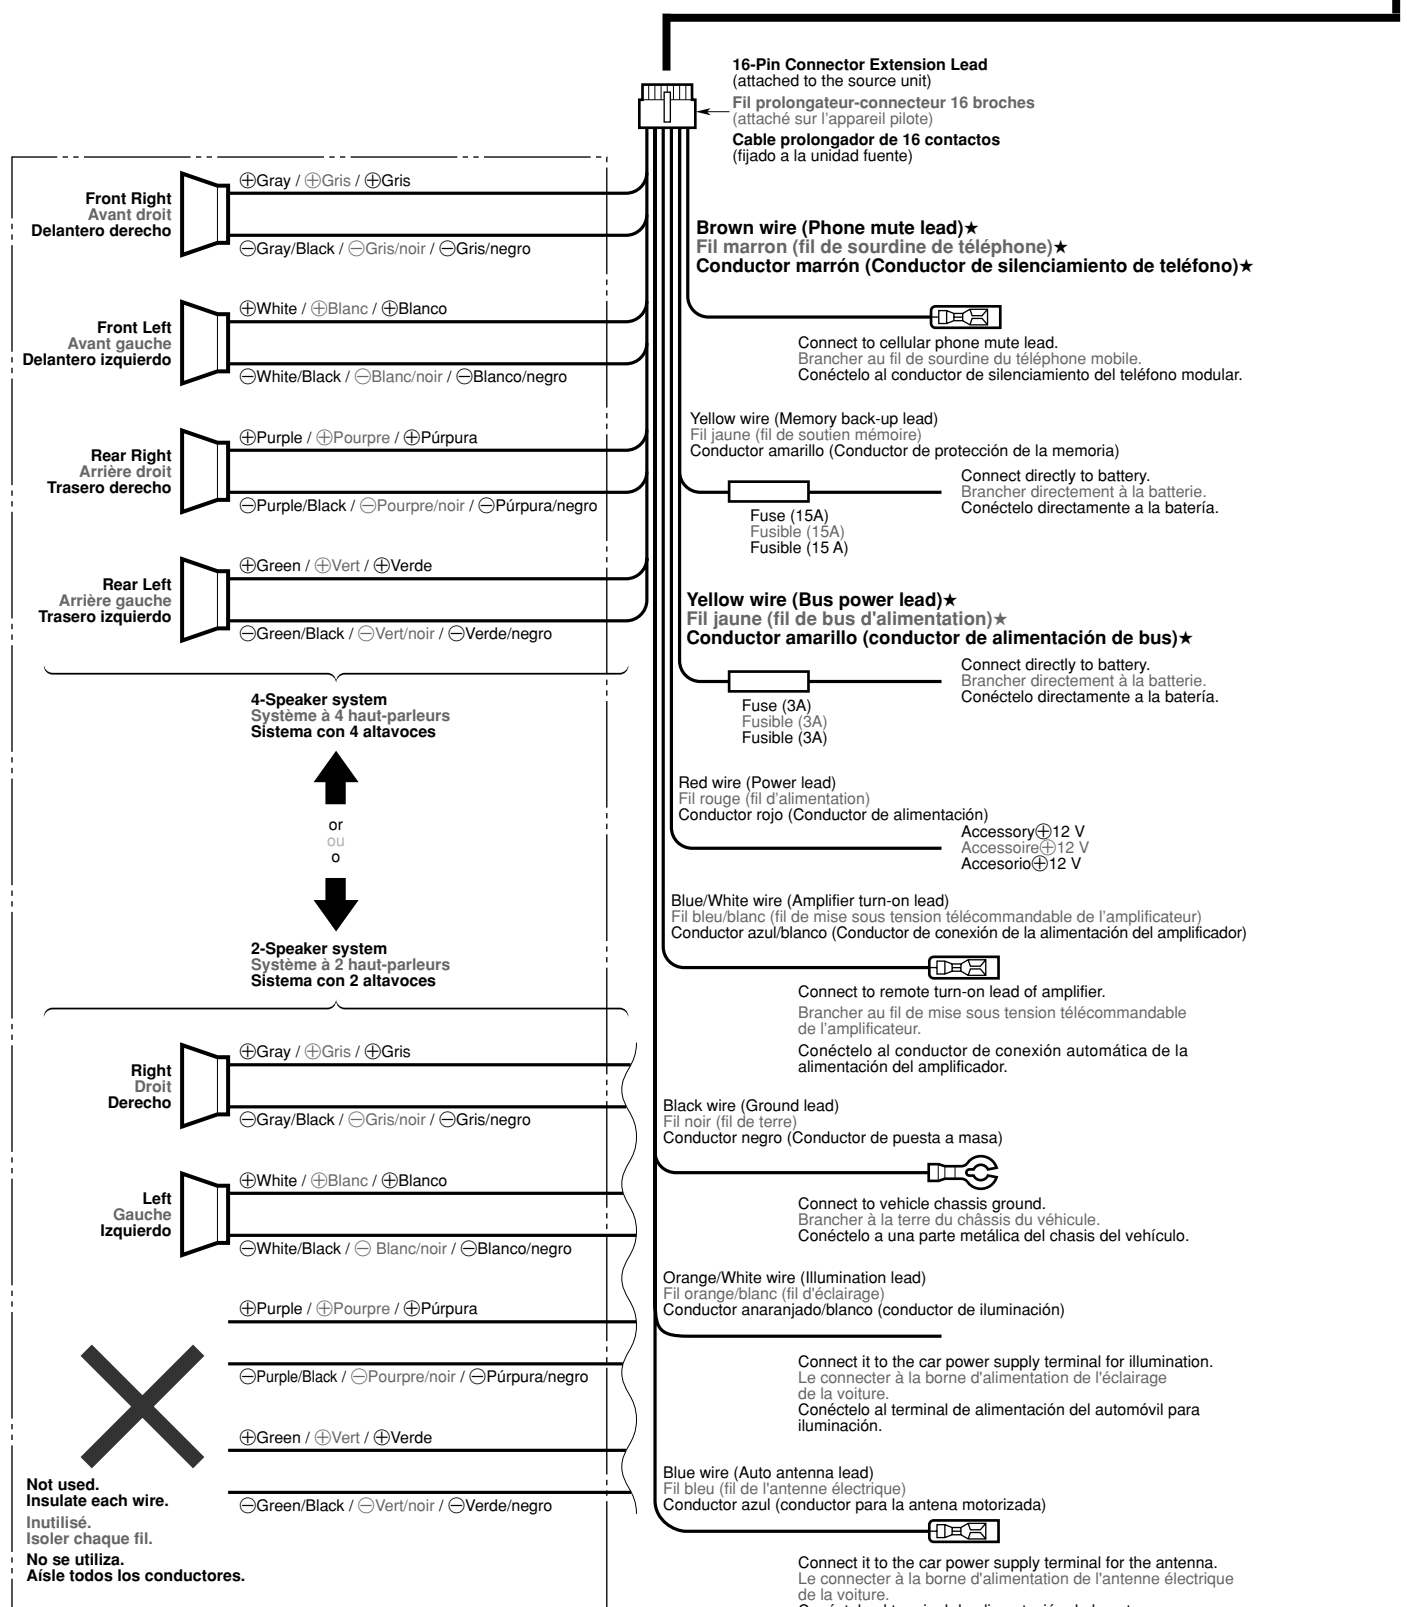 16-Pin Connector Extension Lead
(attached to the source unit)
Fil prolongateur-connecteur 16 broches
(attaché sur l'appareil pilote)
Cable prolongador de 16 contactos
(fijado a la unidad fuente)
Front Right
Avant droit
Delantero derecho
⊕Gray / ⊕Gris / ⊕Gris
⊖Gray/Black / ⊖Gris/noir / ⊖Gris/negro
Front Left
Avant gauche
Delantero izquierdo
⊕White / ⊕Blanc / ⊕Blanco
⊖White/Black / ⊖Blanc/noir / ⊖Blanco/negro
Rear Right
Arrière droit
Trasero derecho
⊕Purple / ⊕Pourpre / ⊕Púrpura
⊖Purple/Black / ⊖Pourpre/noir / ⊖Púrpura/negro
Rear Left
Arrière gauche
Trasero izquierdo
⊕Green / ⊕Vert / ⊕Verde
⊖Green/Black / ⊖Vert/noir / ⊖Verde/negro
4-Speaker system
Système à 4 haut-parleurs
Sistema con 4 altavoces
or
ou
o
2-Speaker system
Système à 2 haut-parleurs
Sistema con 2 altavoces
Right
Droit
Derecho
⊕Gray / ⊕Gris / ⊕Gris
⊖Gray/Black / ⊖Gris/noir / ⊖Gris/negro
Left
Gauche
Izquierdo
⊕White / ⊕Blanc / ⊕Blanco
⊖White/Black / ⊖ Blanc/noir / ⊖Blanco/negro
⊕Purple / ⊕Pourpre / ⊕Púrpura
⊖Purple/Black / ⊖Pourpre/noir / ⊖Púrpura/negro
⊕Green / ⊕Vert / ⊕Verde
⊖Green/Black / ⊖Vert/noir / ⊖Verde/negro
Not used.
Insulate each wire.
Inutilisé.
Isoler chaque fil.
No se utiliza.
Aísle todos los conductores.
Brown wire (Phone mute lead)★
Fil marron (fil de sourdine de téléphone)★
Conductor marrón (Conductor de silenciamiento de teléfono)★
Connect to cellular phone mute lead.
Brancher au fil de sourdine du téléphone mobile.
Conéctelo al conductor de silenciamiento del teléfono modular.
Yellow wire (Memory back-up lead)
Fil jaune (fil de soutien mémoire)
Conductor amarillo (Conductor de protección de la memoria)
Connect directly to battery.
Brancher directement à la batterie.
Conéctelo directamente a la batería.
Fuse (15A)
Fusible (15A)
Fusible (15 A)
Yellow wire (Bus power lead)★
Fil jaune (fil de bus d'alimentation)★
Conductor amarillo (conductor de alimentación de bus)★
Connect directly to battery.
Brancher directement à la batterie.
Conéctelo directamente a la batería.
Fuse (3A)
Fusible (3A)
Fusible (3A)
Red wire (Power lead)
Fil rouge (fil d'alimentation)
Conductor rojo (Conductor de alimentación)
Accessory⊕12 V
Accessoire⊕12 V
Accesorio⊕12 V
Blue/White wire (Amplifier turn-on lead)
Fil bleu/blanc (fil de mise sous tension télécommandable de l'amplificateur)
Conductor azul/blanco (Conductor de conexión de la alimentación del amplificador)
Connect to remote turn-on lead of amplifier.
Brancher au fil de mise sous tension télécommandable
de l'amplificateur.
Conéctelo al conductor de conexión automática de la
alimentación del amplificador.
Black wire (Ground lead)
Fil noir (fil de terre)
Conductor negro (Conductor de puesta a masa)
Connect to vehicle chassis ground.
Brancher à la terre du châssis du véhicule.
Conéctelo a una parte metálica del chasis del vehículo.
Orange/White wire (Illumination lead)
Fil orange/blanc (fil d'éclairage)
Conductor anaranjado/blanco (conductor de iluminación)
Connect it to the car power supply terminal for illumination.
Le connecter à la borne d'alimentation de l'éclairage
de la voiture.
Conéctelo al terminal de alimentación del automóvil para
iluminación.
Blue wire (Auto antenna lead)
Fil bleu (fil de l'antenne électrique)
Conductor azul (conductor para la antena motorizada)
Connect it to the car power supply terminal for the antenna.
Le connecter à la borne d'alimentation de l'antenne électrique
de la voiture.